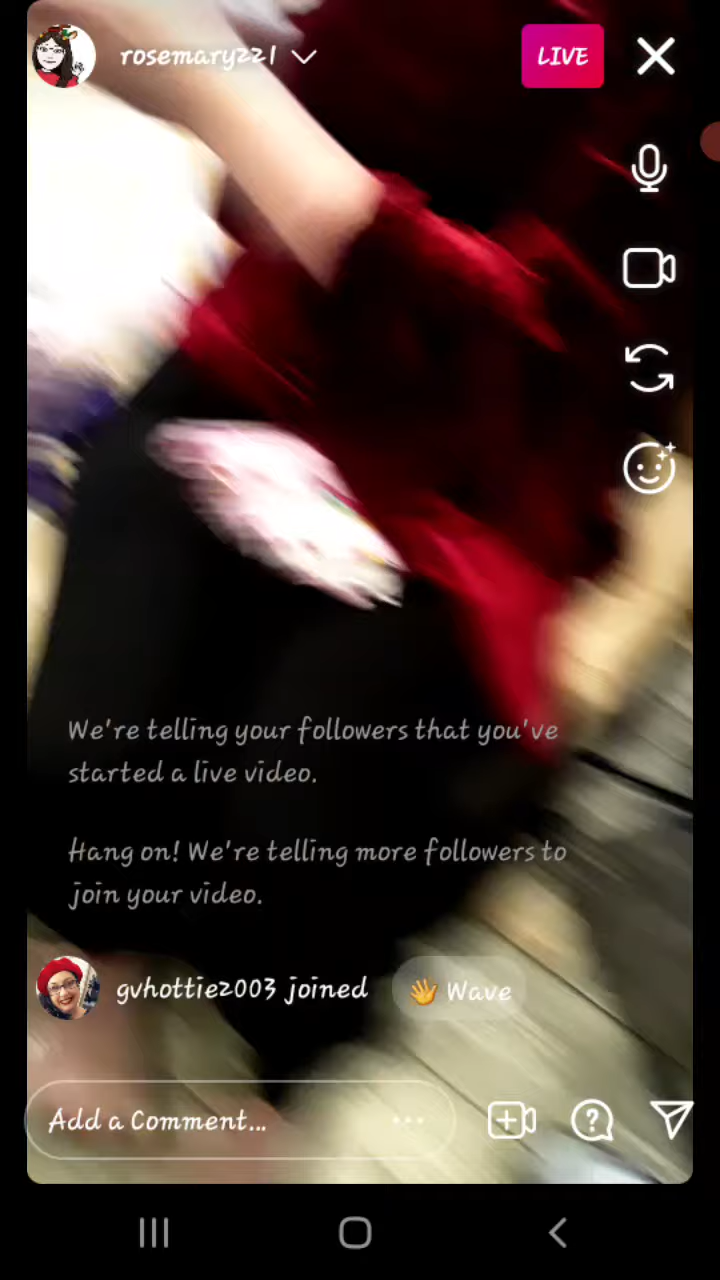 rosemary221
LIVE
We're telling your followers that you've
started a live video.
Hang on! We're telling more followers to
join your video.
gvhottie2003 joined
Wave
Add a Comment...